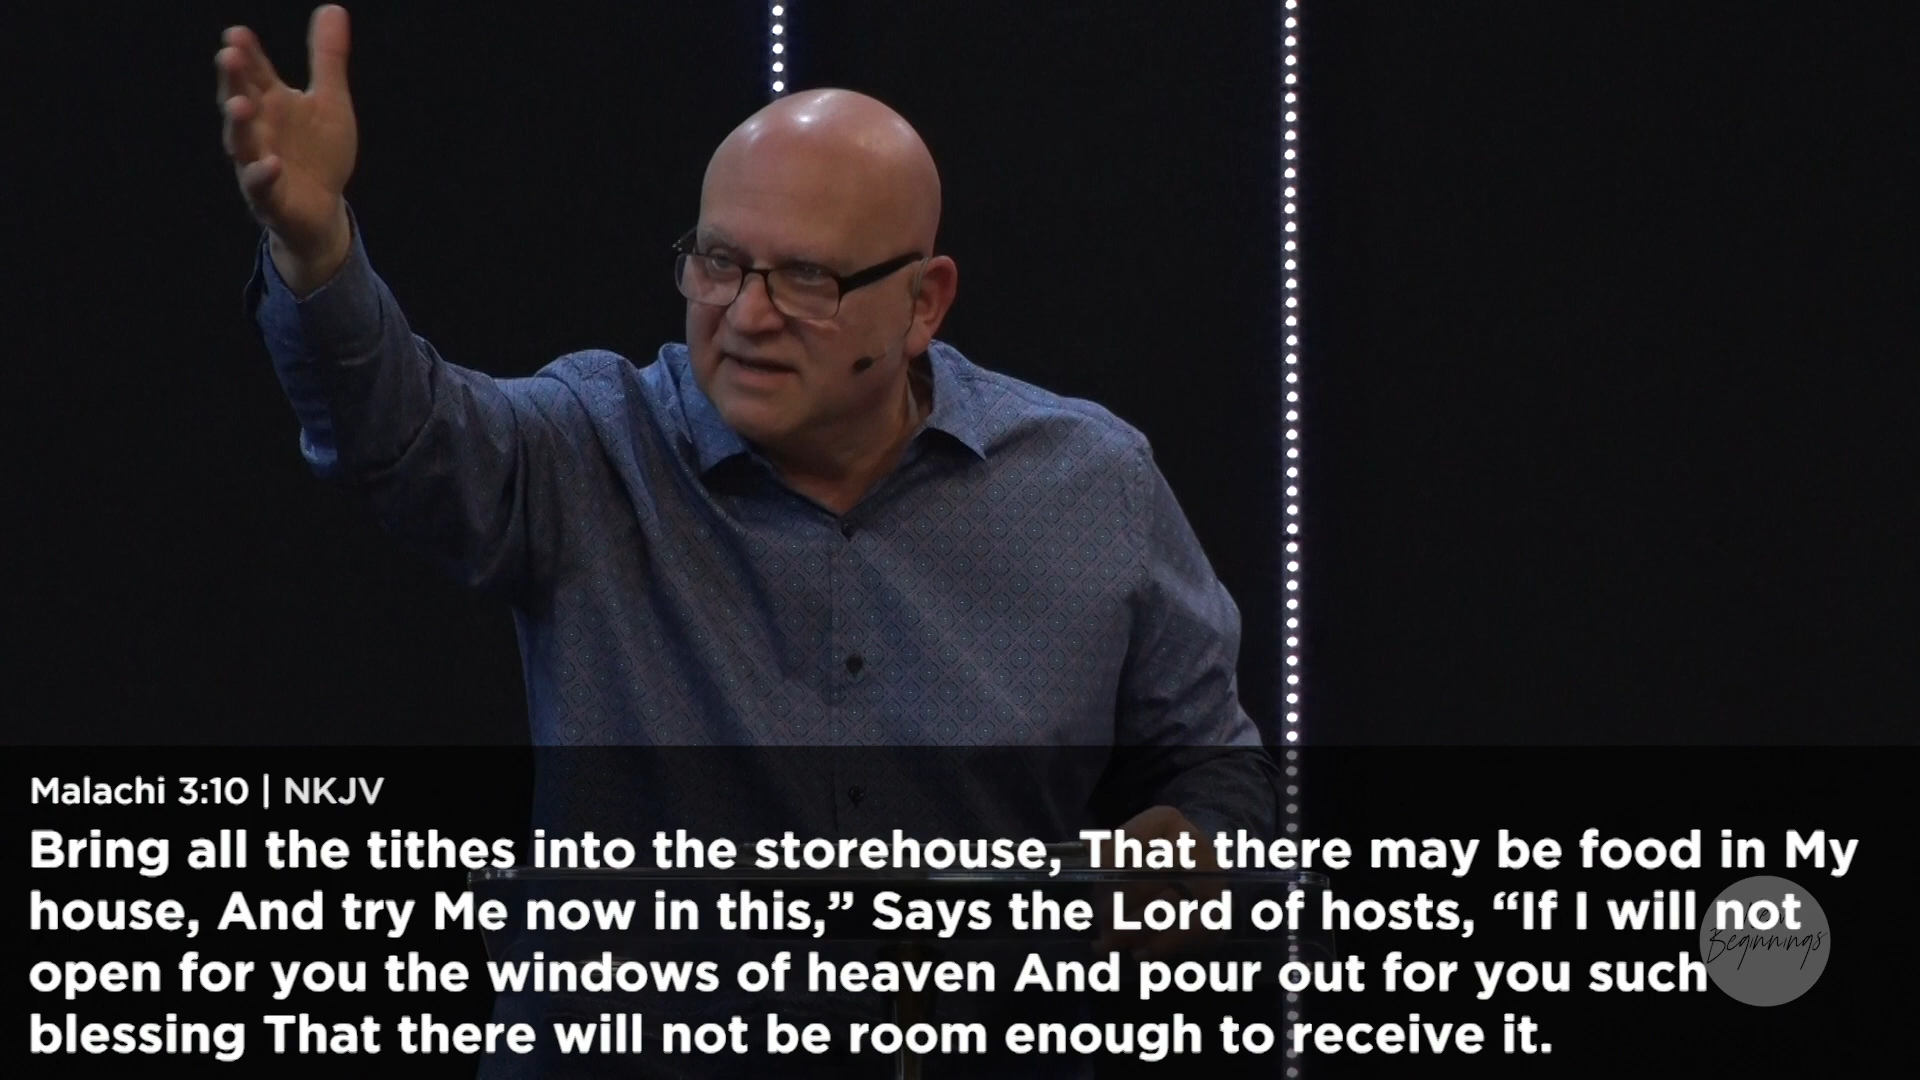 Malachi 3:10 | NKJV
Bring all the tithes into the storehouse, That there may be food in My
house, And try Me now in this,” Says the Lord of hosts, “If I will not
open for you the windows of heaven And pour out for you such
blessing That there will not be room enough to receive it.
Beginnings